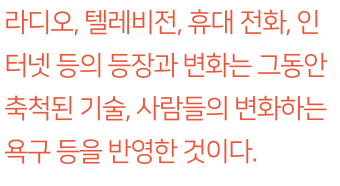 라디오, 텔레비전, 휴대 전화, 인
터넷 등의 등장과 변화는 그동안
축척된 기술, 사람들의 변화하는
욕구 등을 반영한 것이다.